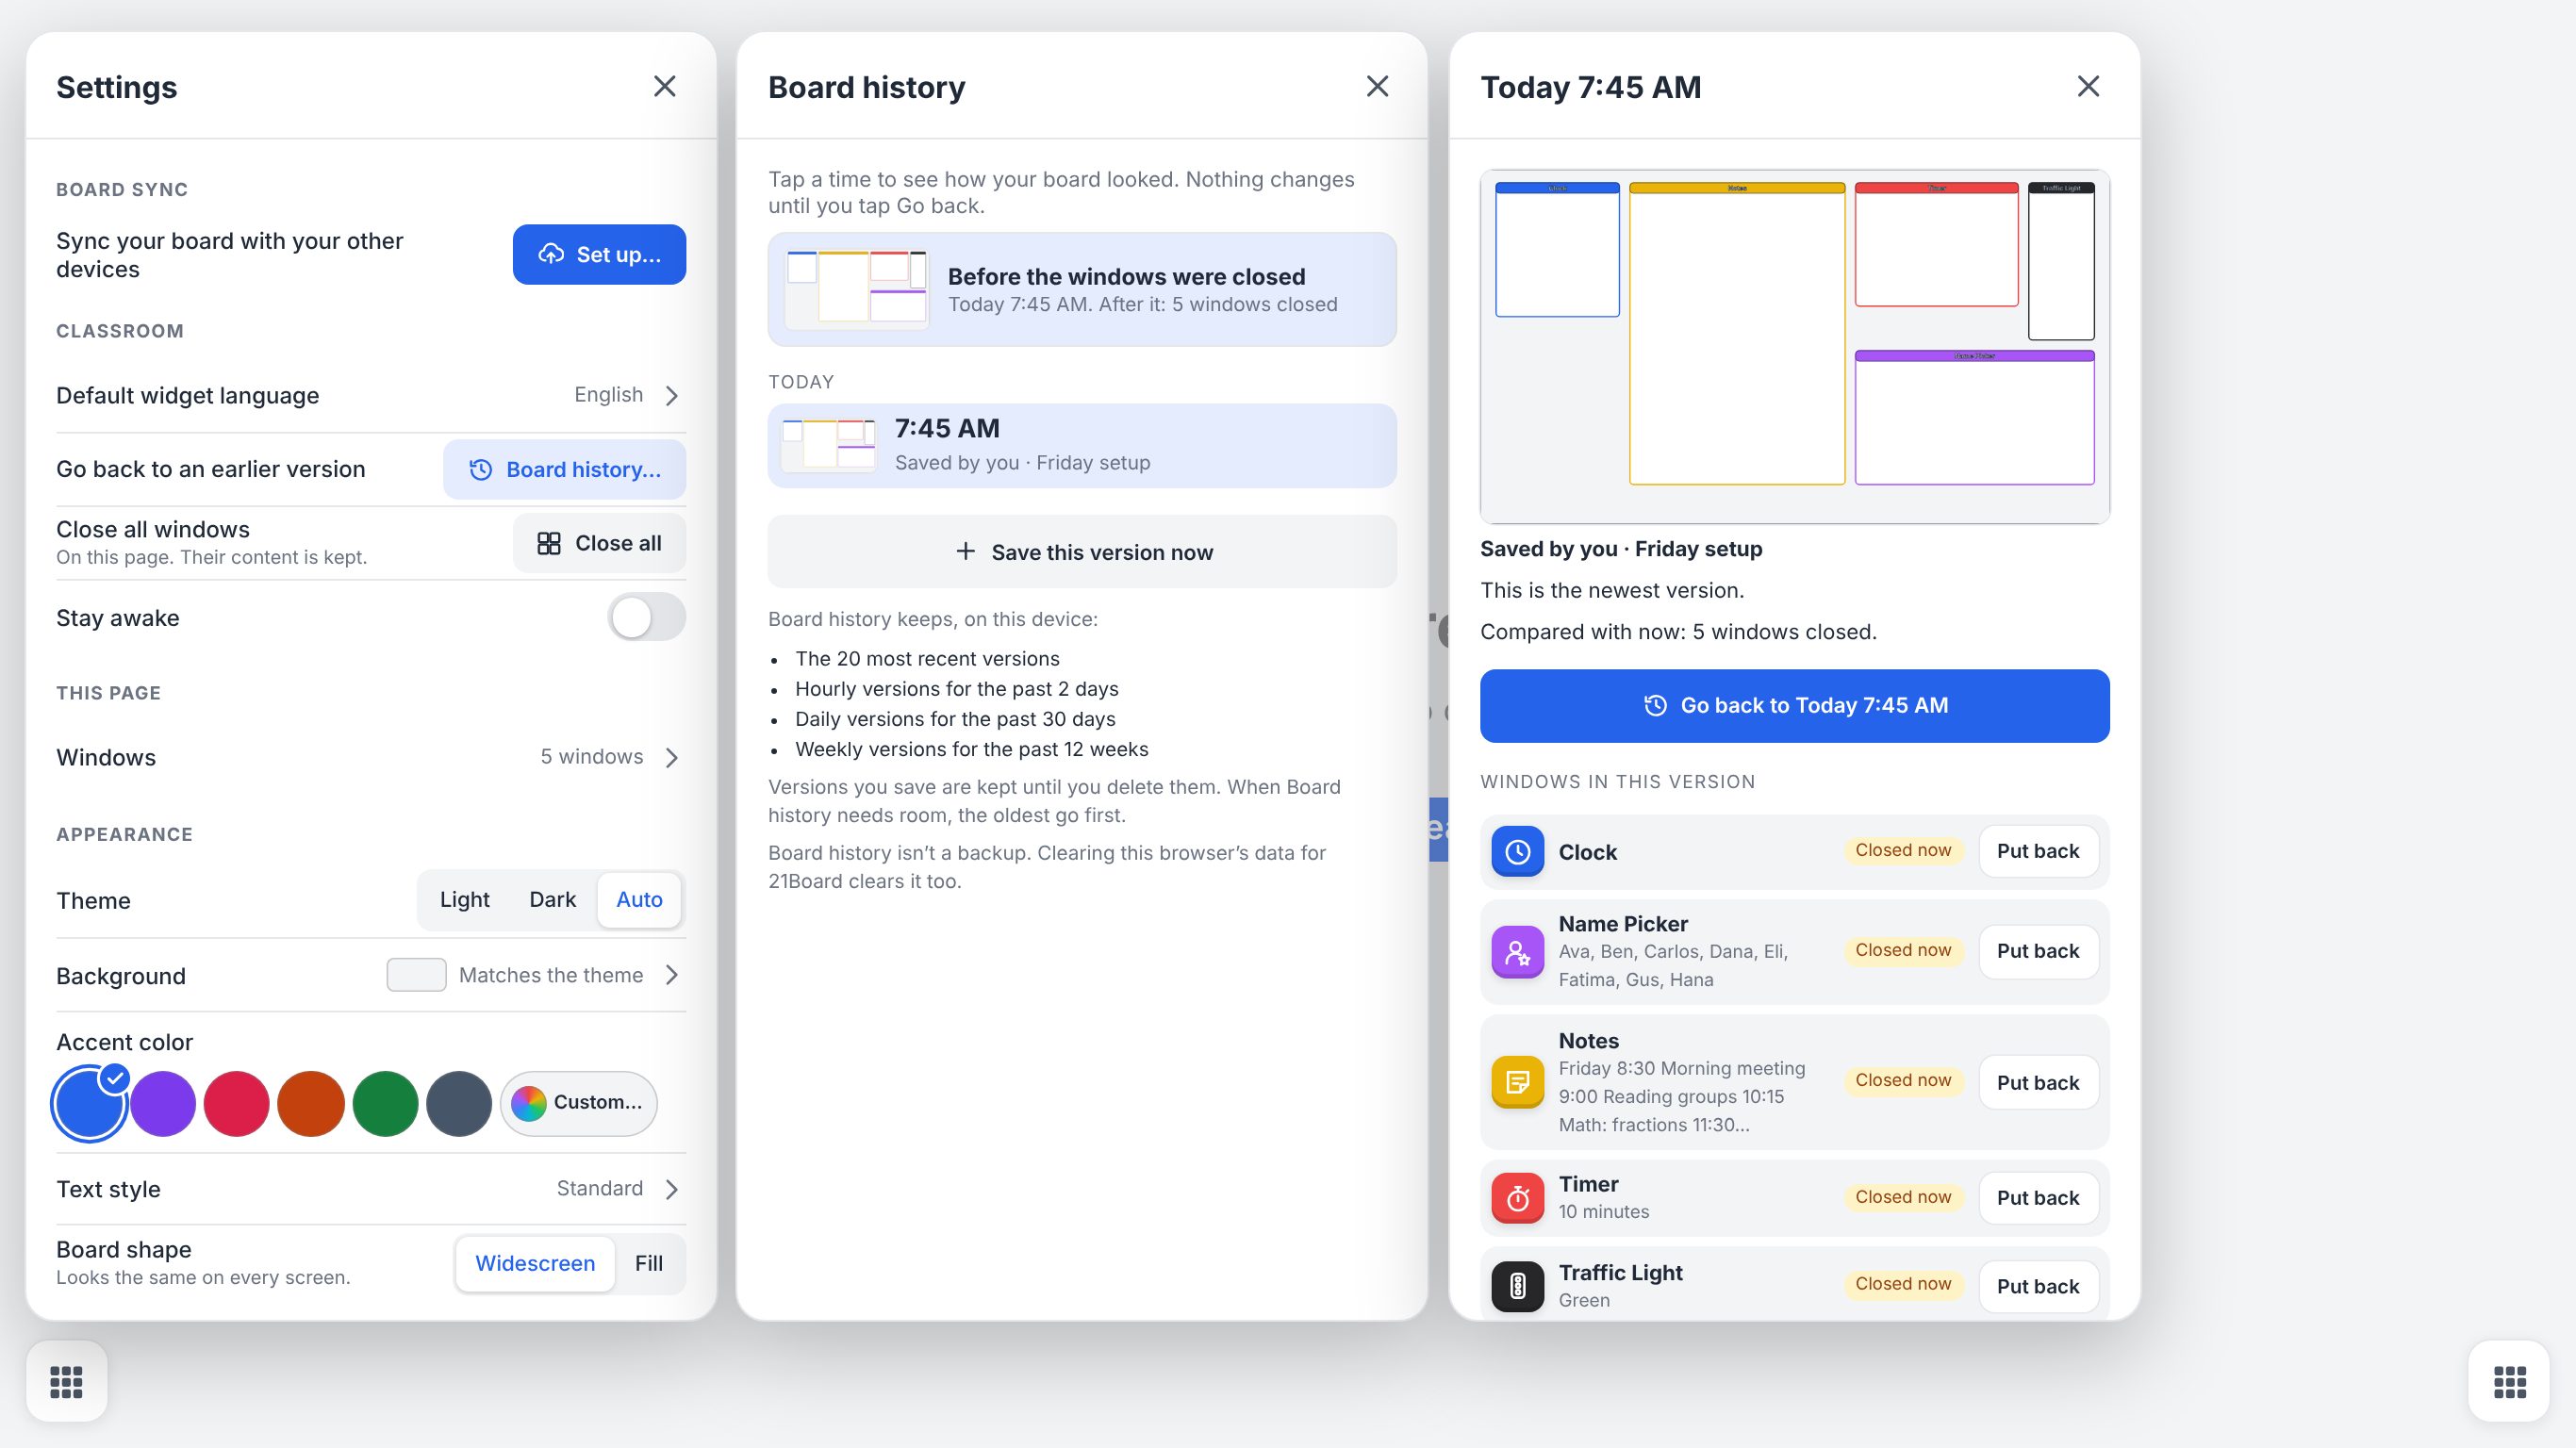 Settings
BOARD SYNC
Sync your board with your other
devices
Set up...
CLASSROOM
Default widget language
English
Go back to an earlier version
Board history...
Close all windows
On this page. Their content is kept.
Close all
Stay awake
THIS PAGE
Windows
5 windows
APPEARANCE
Theme
Light
Dark
Auto
Background
Matches the theme
Accent color
Custom...
Text style
Standard
Board shape
Looks the same on every screen.
Widescreen
Fill
Board history
Tap a time to see how your board looked. Nothing changes
until you tap Go back.
Before the windows were closed
Today 7:45 AM. After it: 5 windows closed
TODAY
7:45 AM
Saved by you · Friday setup
Save this version now
Board history keeps, on this device:
• The 20 most recent versions
• Hourly versions for the past 2 days
• Daily versions for the past 30 days
• Weekly versions for the past 12 weeks
Versions you save are kept until you delete them. When Board
history needs room, the oldest go first.
Board history isn’t a backup. Clearing this browser’s data for
21Board clears it too.
Today 7:45 AM
Notes
Timer
Traffic Light
Name Picker
Saved by you · Friday setup
This is the newest version.
Compared with now: 5 windows closed.
Go back to Today 7:45 AM
WINDOWS IN THIS VERSION
Clock
Closed now
Put back
Name Picker
Ava, Ben, Carlos, Dana, Eli,
Fatima, Gus, Hana
Closed now
Put back
Notes
Friday 8:30 Morning meeting
9:00 Reading groups 10:15
Math: fractions 11:30...
Closed now
Put back
Timer
10 minutes
Closed now
Put back
Traffic Light
Green
Closed now
Put back